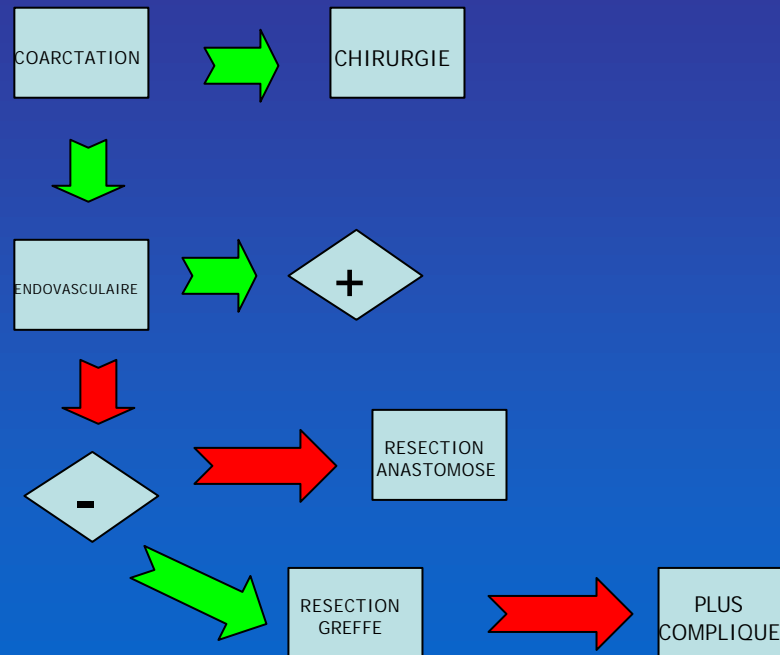 COARCTATION
CHIRURGIE
ENDOVASCULAIRE
+
-
RESECTION
ANASTOMOSE
RESECTION
GREFFE
PLUS
COMPLIQUE